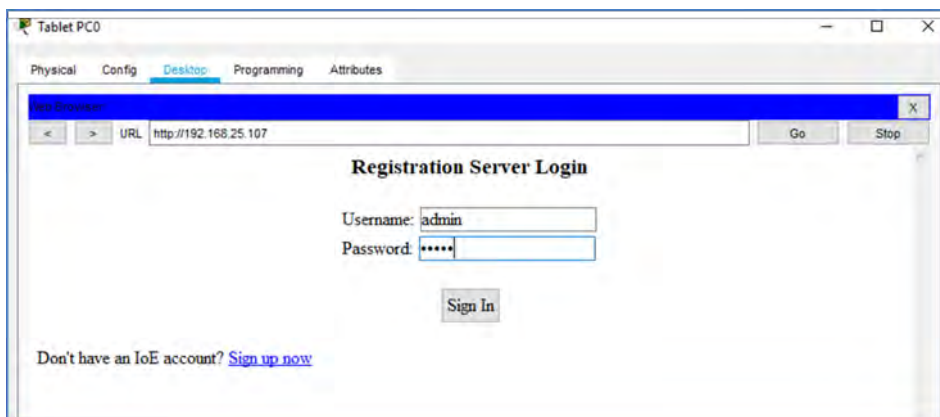 Tablet PC0
Physical Config Desktop Programming Attributes
Web Browser X
< > URL http://192.168.25.107 Go Stop
Registration Server Login
Username: admin
Password: •••••
Sign In
Don't have an IoE account? Sign up now